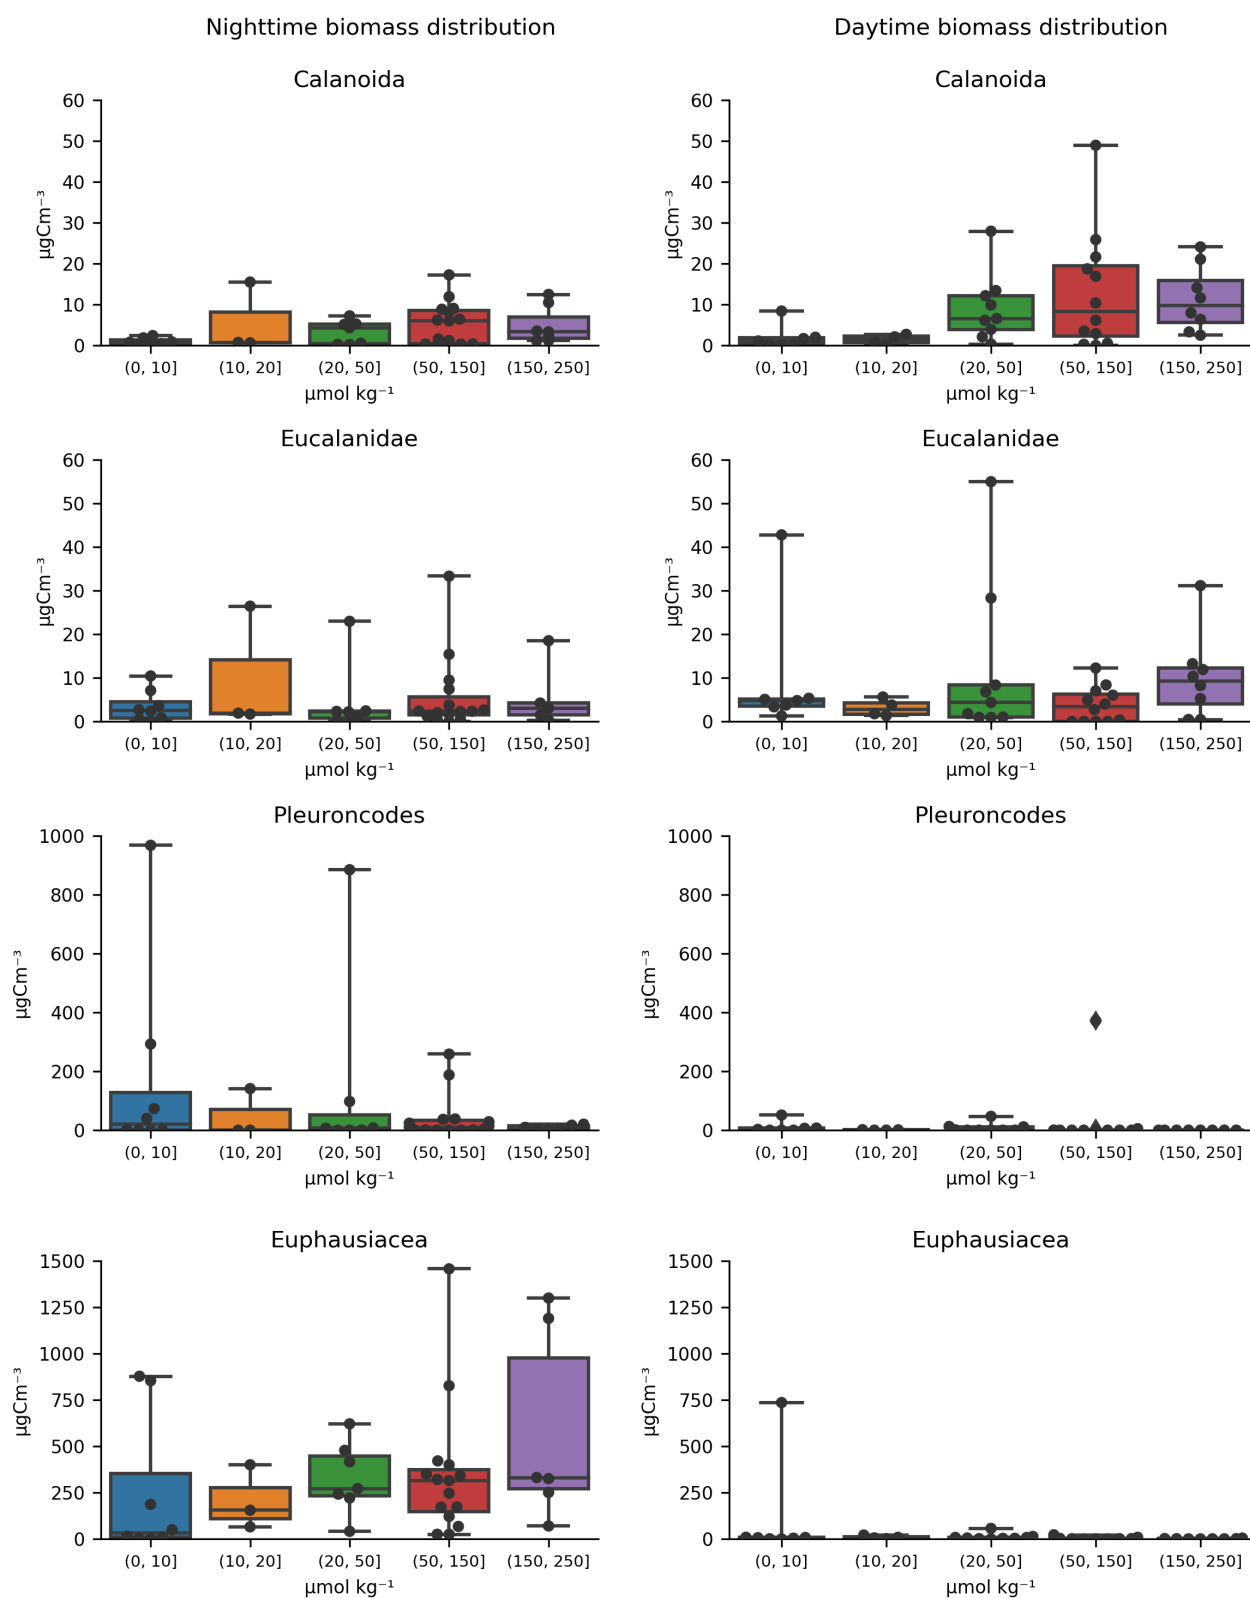 Nighttime biomass distribution
Daytime biomass distribution
Calanoida
60
50
40
30
20
10
0
µgCm⁻³
(0, 10] (10, 20] (20, 50] (50, 150] (150, 250]
µmol kg⁻¹
Calanoida
60
50
40
30
20
10
0
µgCm⁻³
(0, 10] (10, 20] (20, 50] (50, 150] (150, 250]
µmol kg⁻¹
Eucalanidae
60
50
40
30
20
10
0
µgCm⁻³
(0, 10] (10, 20] (20, 50] (50, 150] (150, 250]
µmol kg⁻¹
Eucalanidae
60
50
40
30
20
10
0
µgCm⁻³
(0, 10] (10, 20] (20, 50] (50, 150] (150, 250]
µmol kg⁻¹
Pleuroncodes
1000
800
600
400
200
0
µgCm⁻³
(0, 10] (10, 20] (20, 50] (50, 150] (150, 250]
µmol kg⁻¹
Pleuroncodes
1000
800
600
400
200
0
µgCm⁻³
(0, 10] (10, 20] (20, 50] (50, 150] (150, 250]
µmol kg⁻¹
Euphausiacea
1500
1250
1000
750
500
250
0
µgCm⁻³
(0, 10] (10, 20] (20, 50] (50, 150] (150, 250]
µmol kg⁻¹
Euphausiacea
1500
1250
1000
750
500
250
0
µgCm⁻³
(0, 10] (10, 20] (20, 50] (50, 150] (150, 250]
µmol kg⁻¹